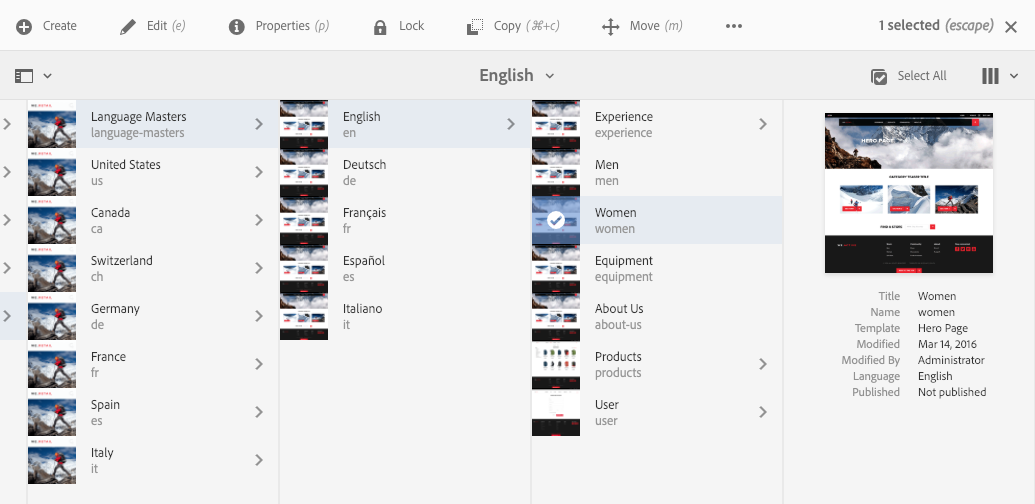 Create
Edit (e)
Properties (p)
Lock
Copy (⌘+c)
Move (m)
1 selected (escape)
English
Select All
Language Masters
language-masters
United States
us
Canada
ca
Switzerland
ch
Germany
de
France
fr
Spain
es
Italy
it
English
en
Deutsch
de
Français
fr
Español
es
Italiano
it
Experience
experience
Men
men
Women
women
Equipment
equipment
About Us
about-us
Products
products
User
user
HERO PAGE
Title Women
Name women
Template Hero Page
Modified Mar 14, 2016
Modified By Administrator
Language English
Published Not published